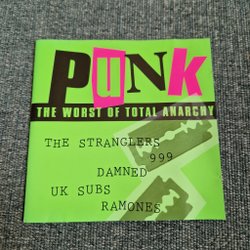 PUNK
THE WORST OF TOTAL ANARCHY
THE STRANGLERS
999
DAMNED
UK SUBS
RAMONES